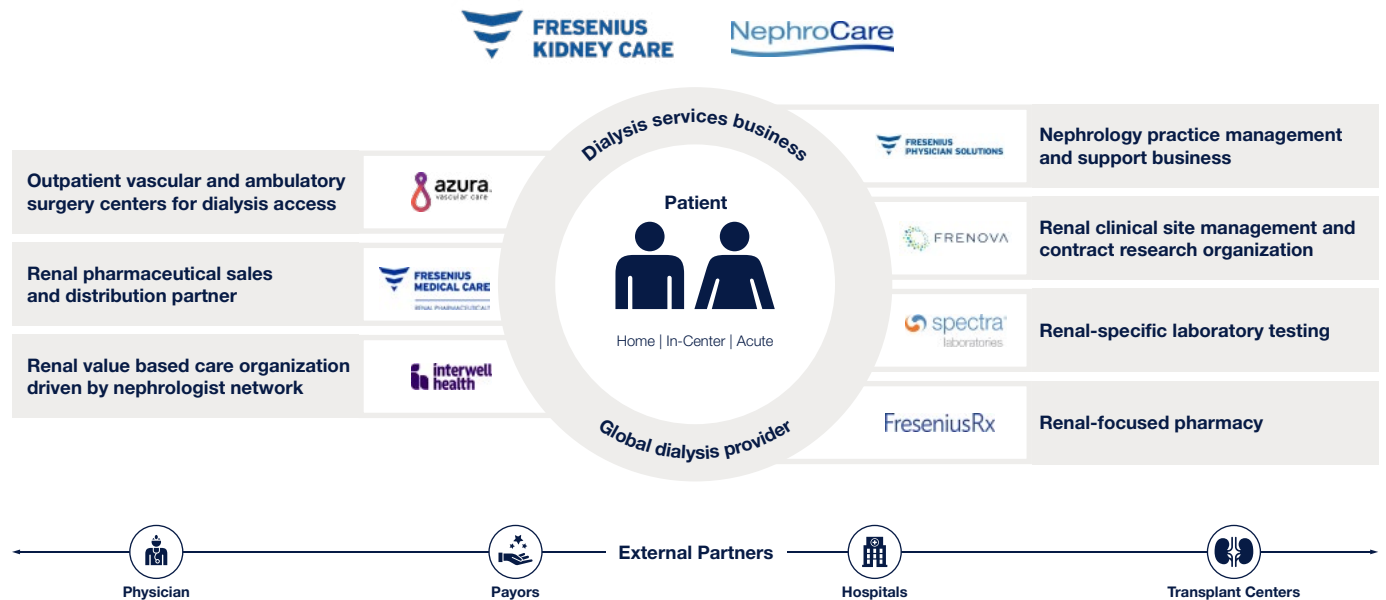 FRESENIUS
KIDNEY CARE
NephroCare
Dialysis services business
Outpatient vascular and ambulatory
surgery centers for dialysis access
azura
vascular care
Renal pharmaceutical sales
and distribution partner
FRESENIUS
MEDICAL CARE
RENAL PHARMACEUTICALS
Renal value based care organization
driven by nephrologist network
interwell
health
Patient
Home | In-Center | Acute
Global dialysis provider
FRESENIUS
PHYSICIAN SOLUTIONS
Nephrology practice management
and support business
FRENOVA
Renal clinical site management and
contract research organization
spectra
laboratories
Renal-specific laboratory testing
FreseniusRx
Renal-focused pharmacy
External Partners
Physician
Payors
Hospitals
Transplant Centers